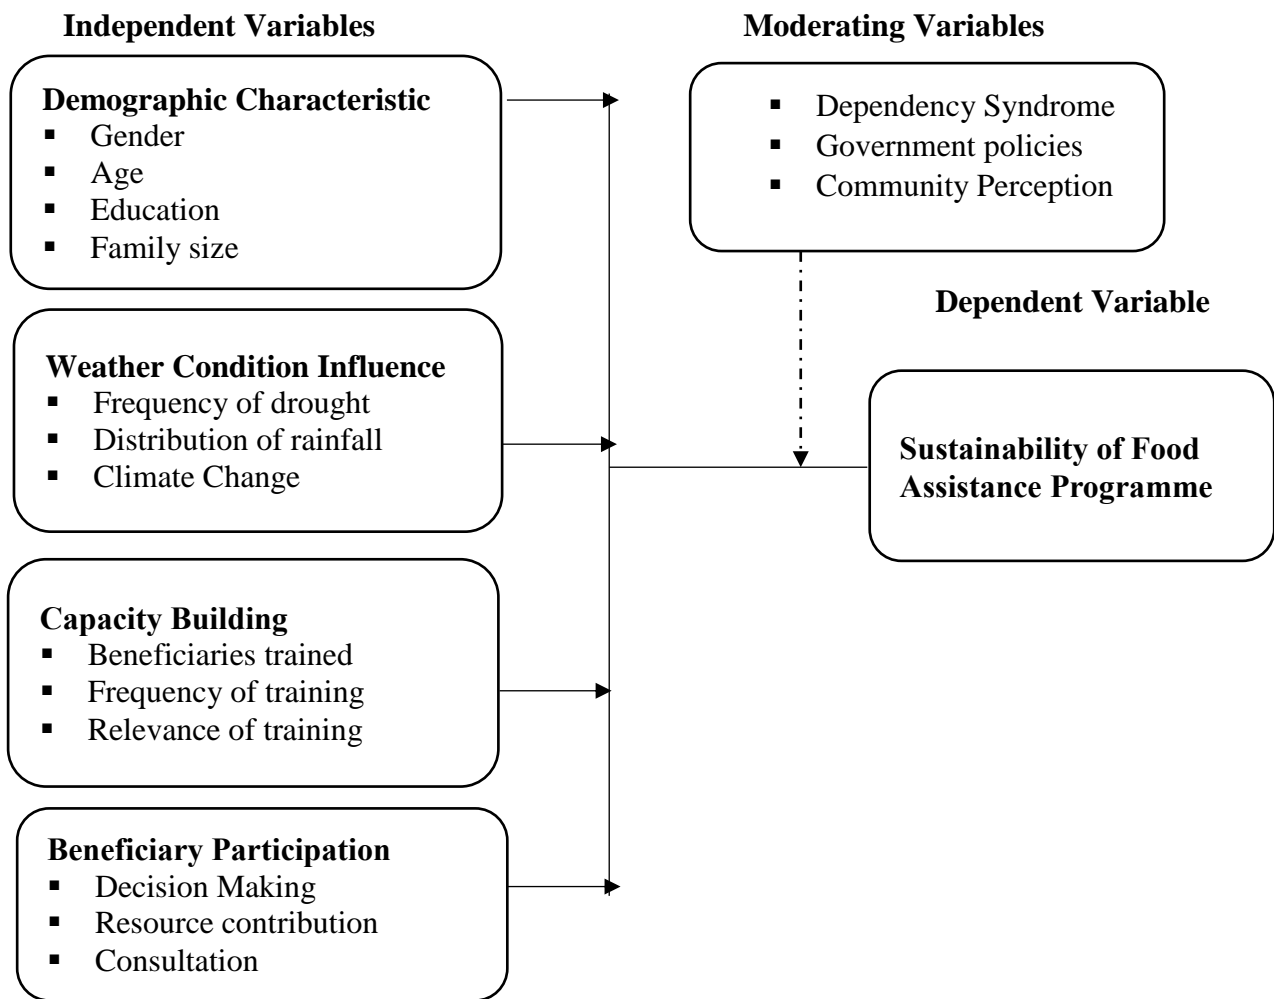 Independent Variables
Demographic Characteristic
▪ Gender
▪ Age
▪ Education
▪ Family size
Weather Condition Influence
▪ Frequency of drought
▪ Distribution of rainfall
▪ Climate Change
Capacity Building
▪ Beneficiaries trained
▪ Frequency of training
▪ Relevance of training
Beneficiary Participation
▪ Decision Making
▪ Resource contribution
▪ Consultation
Moderating Variables
▪ Dependency Syndrome
▪ Government policies
▪ Community Perception
Dependent Variable
Sustainability of Food
Assistance Programme